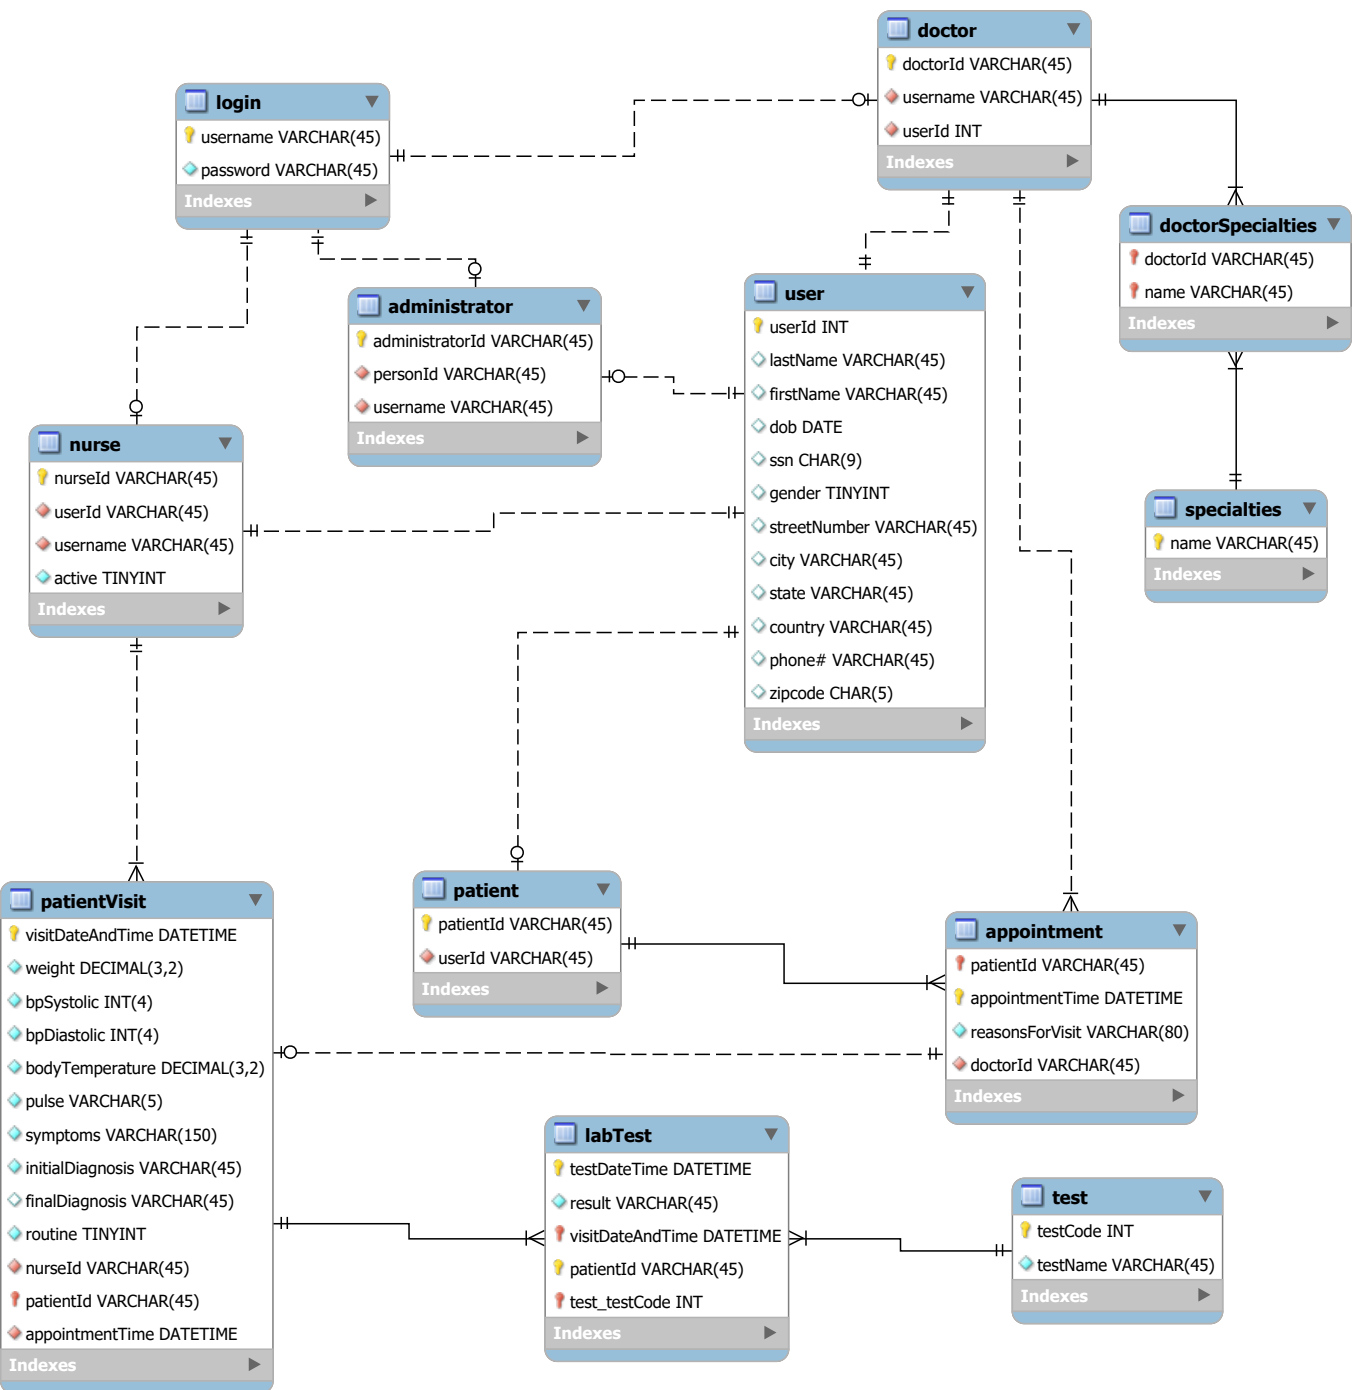 doctor
doctorId VARCHAR(45)
username VARCHAR(45)
userId INT
Indexes
login
username VARCHAR(45)
password VARCHAR(45)
Indexes
doctorSpecialties
doctorId VARCHAR(45)
name VARCHAR(45)
Indexes
administrator
administratorId VARCHAR(45)
personId VARCHAR(45)
username VARCHAR(45)
Indexes
user
userId INT
lastName VARCHAR(45)
firstName VARCHAR(45)
dob DATE
ssn CHAR(9)
gender TINYINT
streetNumber VARCHAR(45)
city VARCHAR(45)
state VARCHAR(45)
country VARCHAR(45)
phone# VARCHAR(45)
zipcode CHAR(5)
Indexes
nurse
nurseId VARCHAR(45)
userId VARCHAR(45)
username VARCHAR(45)
active TINYINT
Indexes
specialties
name VARCHAR(45)
Indexes
patientVisit
visitDateAndTime DATETIME
weight DECIMAL(3,2)
bpSystolic INT(4)
bpDiastolic INT(4)
bodyTemperature DECIMAL(3,2)
pulse VARCHAR(5)
symptoms VARCHAR(150)
initialDiagnosis VARCHAR(45)
finalDiagnosis VARCHAR(45)
routine TINYINT
nurseId VARCHAR(45)
patientId VARCHAR(45)
appointmentTime DATETIME
Indexes
patient
patientId VARCHAR(45)
userId VARCHAR(45)
Indexes
appointment
patientId VARCHAR(45)
appointmentTime DATETIME
reasonsForVisit VARCHAR(80)
doctorId VARCHAR(45)
Indexes
labTest
testDateTime DATETIME
result VARCHAR(45)
visitDateAndTime DATETIME
patientId VARCHAR(45)
test_testCode INT
Indexes
test
testCode INT
testName VARCHAR(45)
Indexes